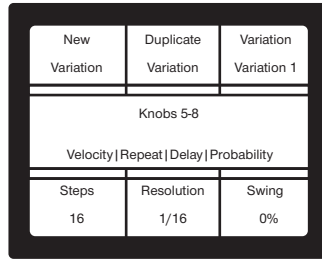 New Duplicate Variation
Variation Variation Variation 1
Knobs 5-8
Velocity|Repeat|Delay|Probability
Steps Resolution Swing
16 1/16 0%